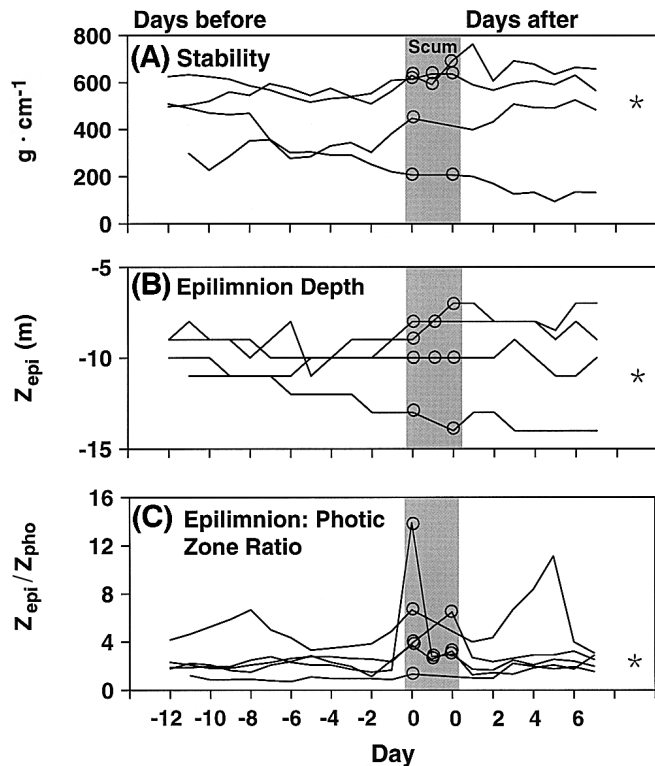 Days before Days after
(A) Stability
Scum
g · cm⁻¹
800
600
400
200
0
*
(B) Epilimnion Depth
Z_epi (m)
-5
-10
-15
*
(C) Epilimnion: Photic
Zone Ratio
Z_epi / Z_pho
16
12
8
4
0
*
-12 -10 -8 -6 -4 -2 0 0 2 4 6
Day